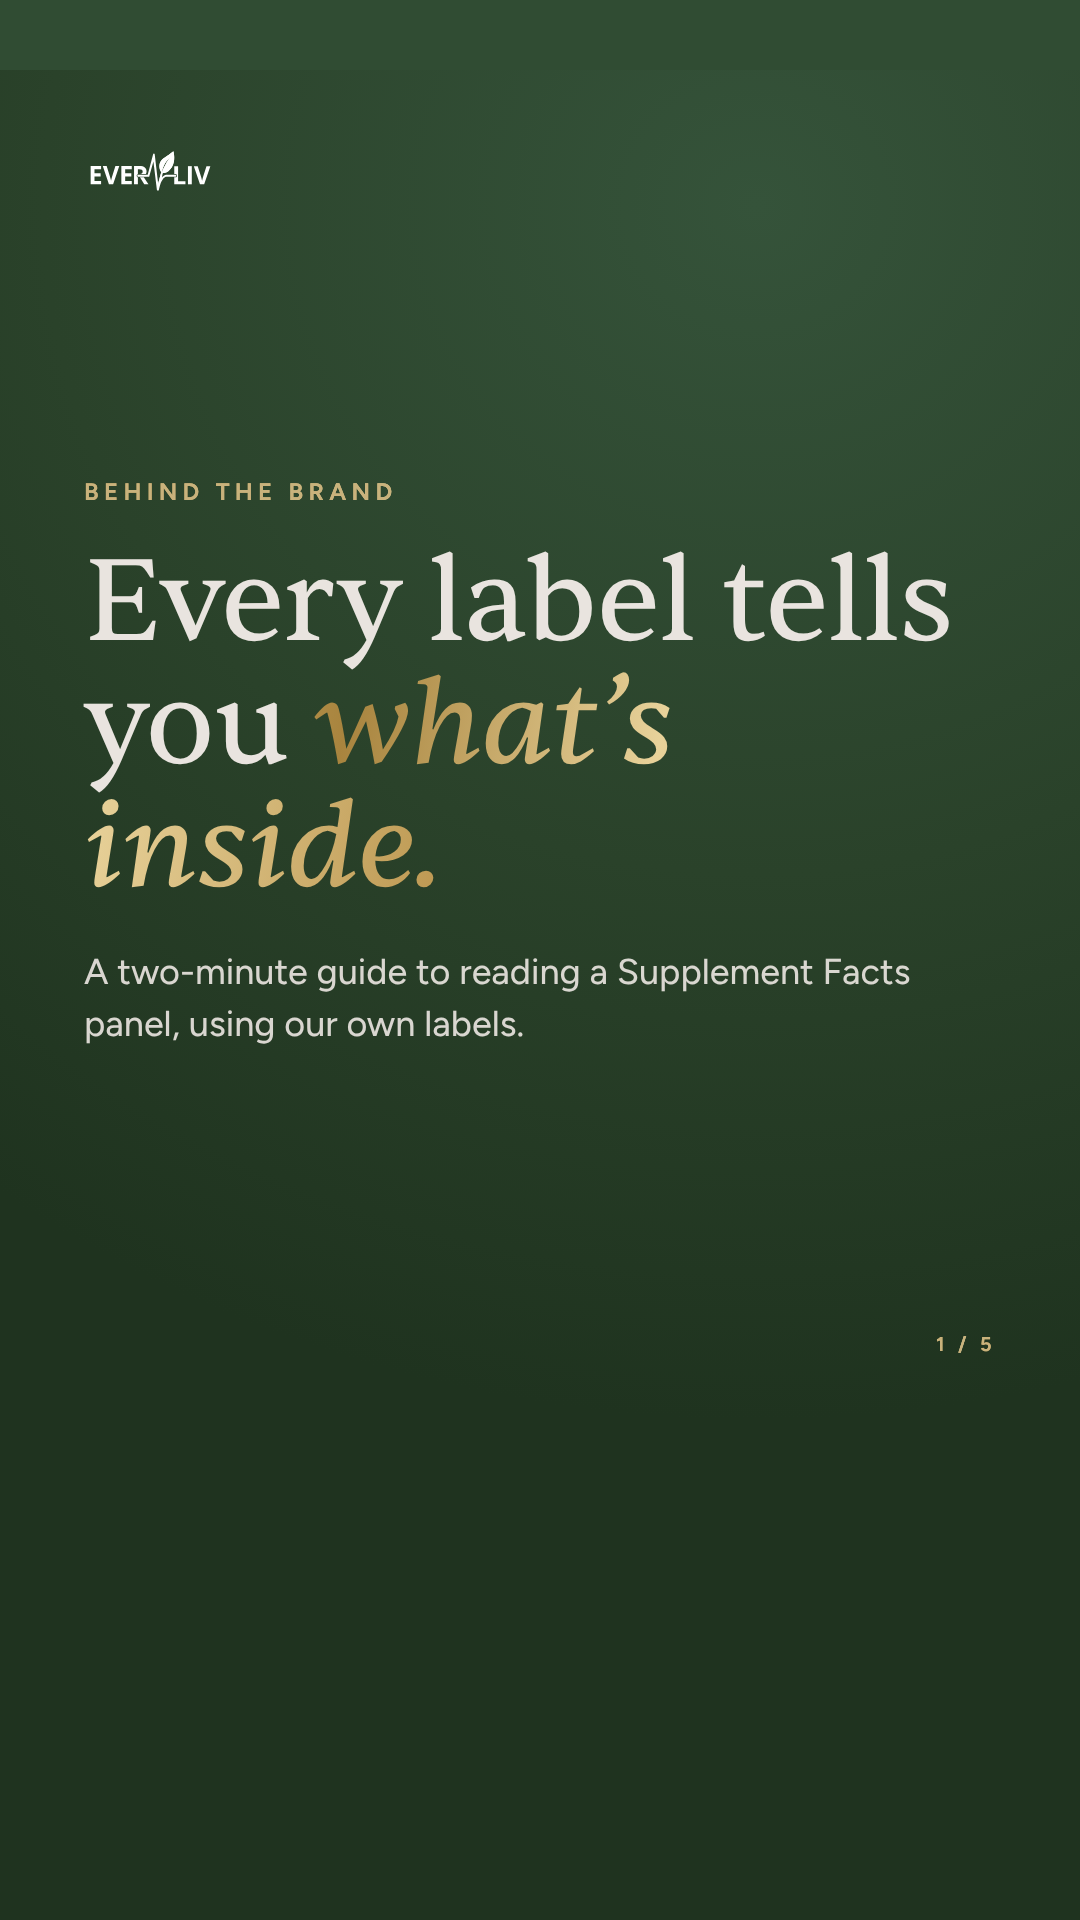 EVERLIV
BEHIND THE BRAND
Every label tells
you what’s
inside.
A two-minute guide to reading a Supplement Facts
panel, using our own labels.
1 / 5